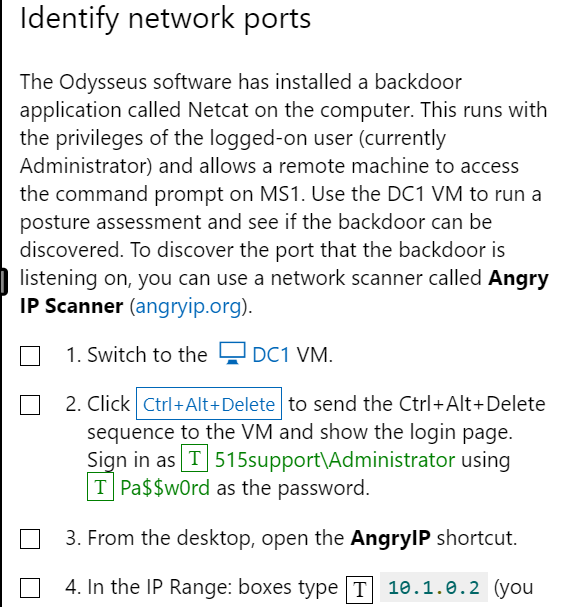 Identify network ports
The Odysseus software has installed a backdoor
application called Netcat on the computer. This runs with
the privileges of the logged-on user (currently
Administrator) and allows a remote machine to access
the command prompt on MS1. Use the DC1 VM to run a
posture assessment and see if the backdoor can be
discovered. To discover the port that the backdoor is
listening on, you can use a network scanner called Angry
IP Scanner (angryip.org).
1. Switch to the DC1 VM.
2. Click Ctrl+Alt+Delete to send the Ctrl+Alt+Delete
sequence to the VM and show the login page.
Sign in as T 515support\Administrator using
T Pa$$w0rd as the password.
3. From the desktop, open the AngryIP shortcut.
4. In the IP Range: boxes type T 10.1.0.2 (you